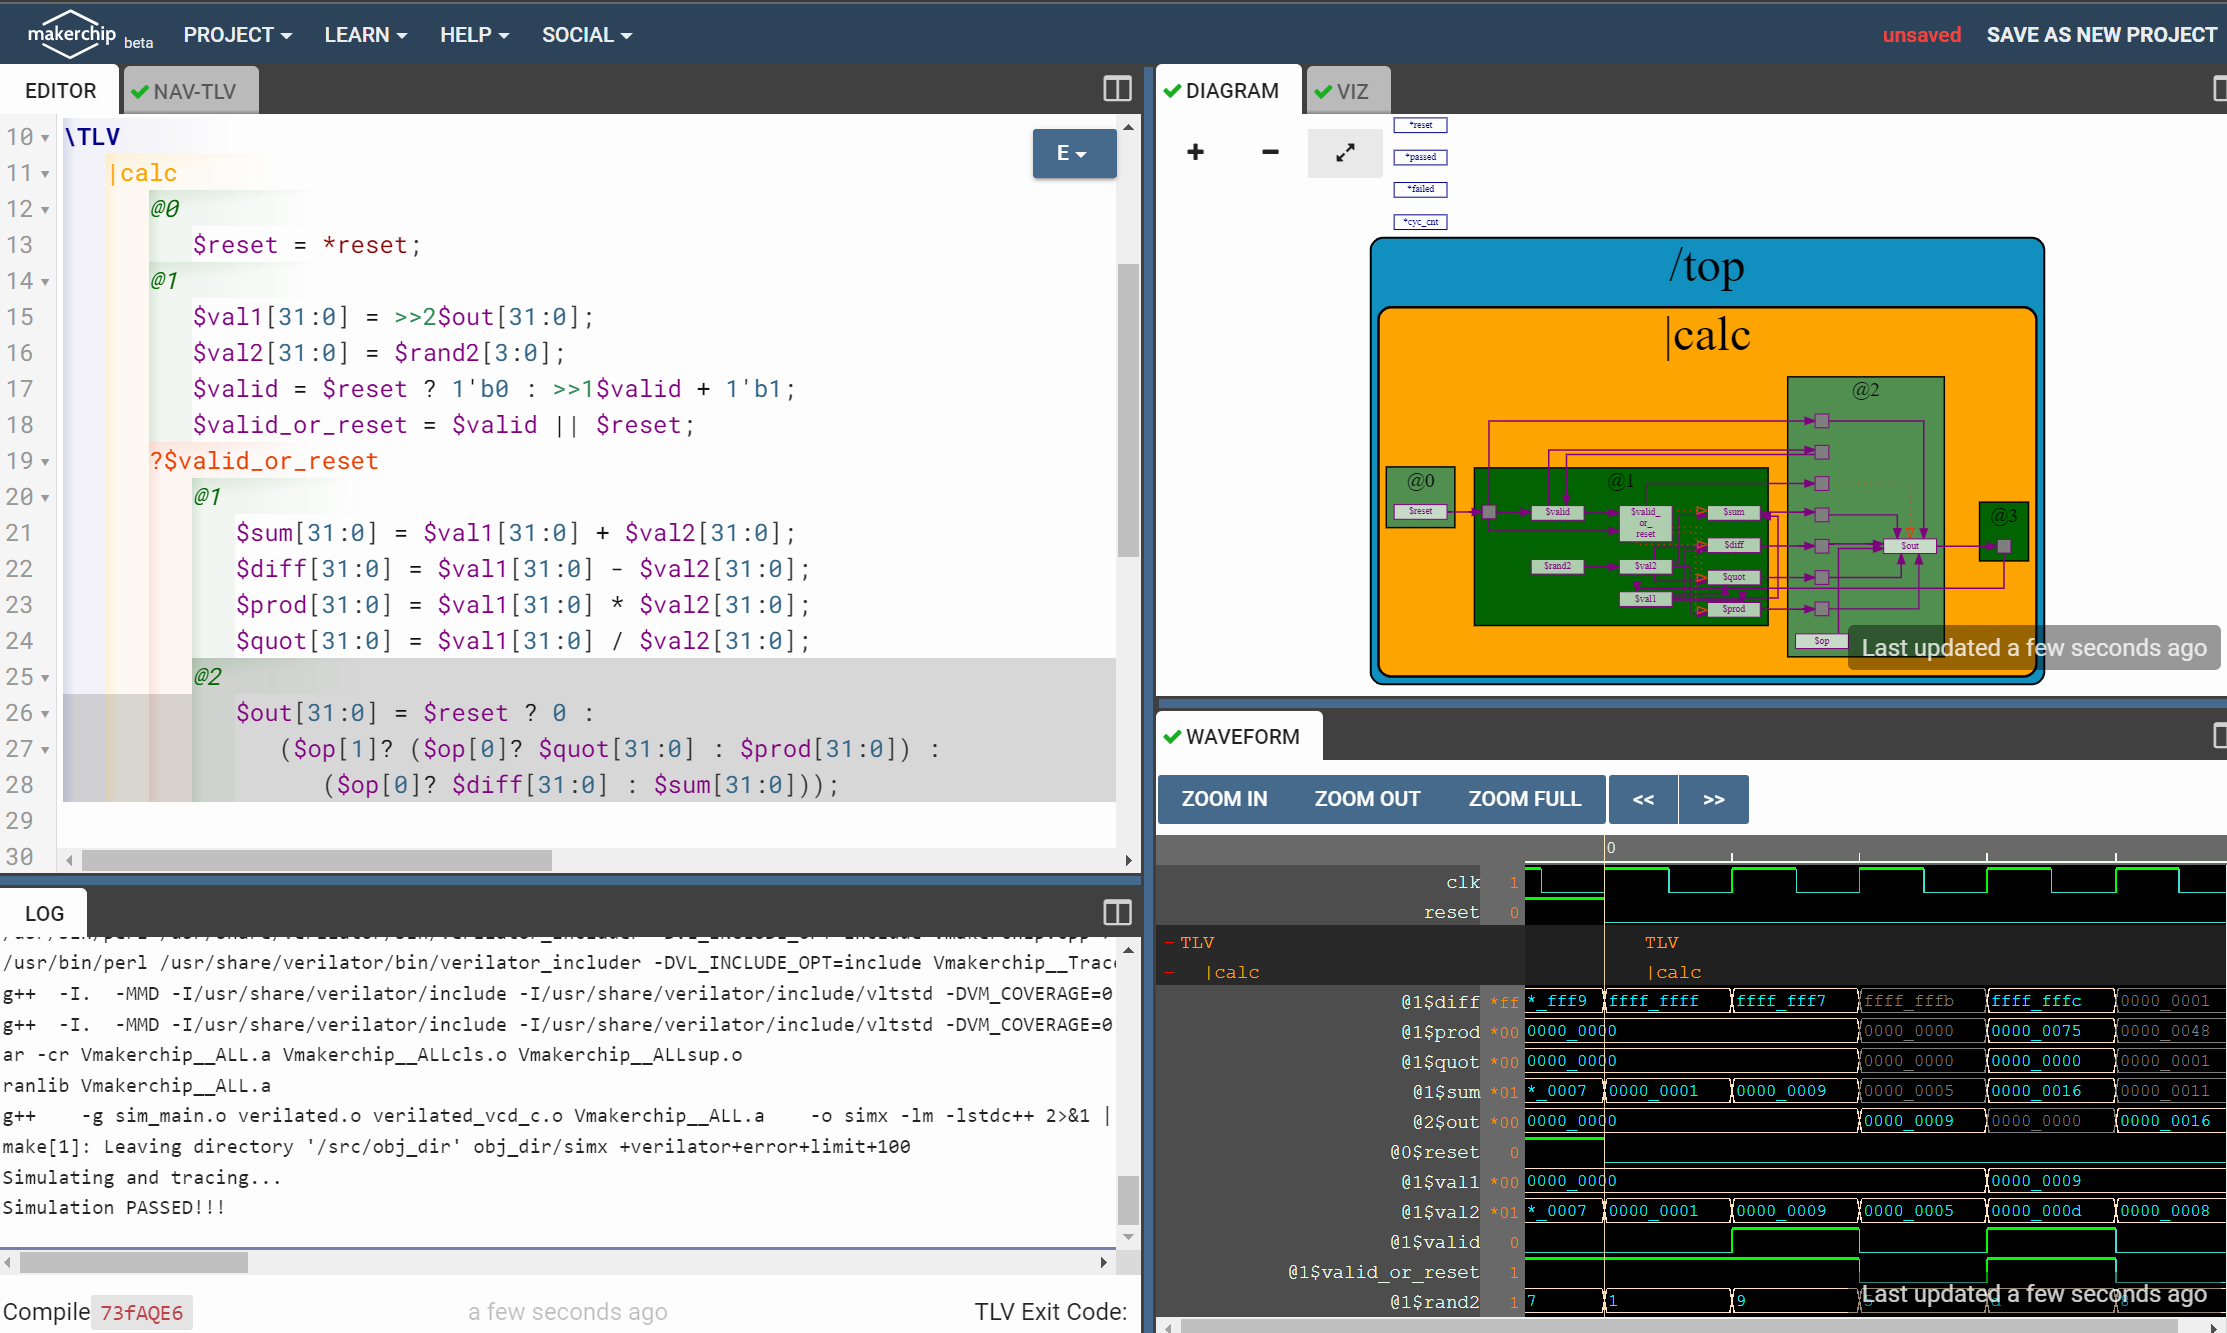 makerchip beta PROJECT LEARN HELP SOCIAL unsaved SAVE AS NEW PROJECT
EDITOR NAV-TLV
E
10 \TLV
11 |calc
12 @0
13 $reset = *reset;
14 @1
15 $val1[31:0] = >>2$out[31:0];
16 $val2[31:0] = $rand2[3:0];
17 $valid = $reset ? 1'b0 : >>1$valid + 1'b1;
18 $valid_or_reset = $valid || $reset;
19 ?$valid_or_reset
20 @1
21 $sum[31:0] = $val1[31:0] + $val2[31:0];
22 $diff[31:0] = $val1[31:0] - $val2[31:0];
23 $prod[31:0] = $val1[31:0] * $val2[31:0];
24 $quot[31:0] = $val1[31:0] / $val2[31:0];
25 @2
26 $out[31:0] = $reset ? 0 :
27 ($op[1]? ($op[0]? $quot[31:0] : $prod[31:0]) :
28 ($op[0]? $diff[31:0] : $sum[31:0]));
29
30
LOG
/usr/bin/perl /usr/share/verilator/bin/verilator_includer -DVL_INCLUDE_OPT=include Vmakerchip__Trac
g++ -I. -MMD -I/usr/share/verilator/include -I/usr/share/verilator/include/vltstd -DVM_COVERAGE=0
g++ -I. -MMD -I/usr/share/verilator/include -I/usr/share/verilator/include/vltstd -DVM_COVERAGE=0
ar -cr Vmakerchip__ALL.a Vmakerchip__ALLcls.o Vmakerchip__ALLsup.o
ranlib Vmakerchip__ALL.a
g++ -g sim_main.o verilated.o verilated_vcd_c.o Vmakerchip__ALL.a -o simx -lm -lstdc++ 2>&1 |
make[1]: Leaving directory '/src/obj_dir' obj_dir/simx +verilator+error+limit+100
Simulating and tracing...
Simulation PASSED!!!
Compile 73fAQE6 a few seconds ago TLV Exit Code:
DIAGRAM VIZ
+ −
*reset
*passed
*failed
*cyc_cnt
/top
|calc
@2
@0 @1
@3
$reset $valid $valid_or_reset $sum
$diff $out
$rand2 $val2 $quot
$val1 $prod
$op
Last updated a few seconds ago
WAVEFORM
ZOOM IN ZOOM OUT ZOOM FULL << >>
0
clk 1
reset 0
TLV TLV
|calc |calc
@1$diff *ff *_fff9 ffff_ffff ffff_fff7 ffff_fffb ffff_fffc 0000_0001
@1$prod *00 0000_0000 0000_0000 0000_0075 0000_0048
@1$quot *00 0000_0000 0000_0000 0000_0000 0000_0001
@1$sum *01 *_0007 0000_0001 0000_0009 0000_0005 0000_0016 0000_0011
@2$out *00 0000_0000 0000_0009 0000_0000 0000_0016
@0$reset 0
@1$val1 *00 0000_0000 0000_0009
@1$val2 *01 *_0007 0000_0001 0000_0009 0000_0005 0000_000d 0000_0008
@1$valid 0
@1$valid_or_reset 1
@1$rand2 1 7 1 9
Last updated a few seconds ago